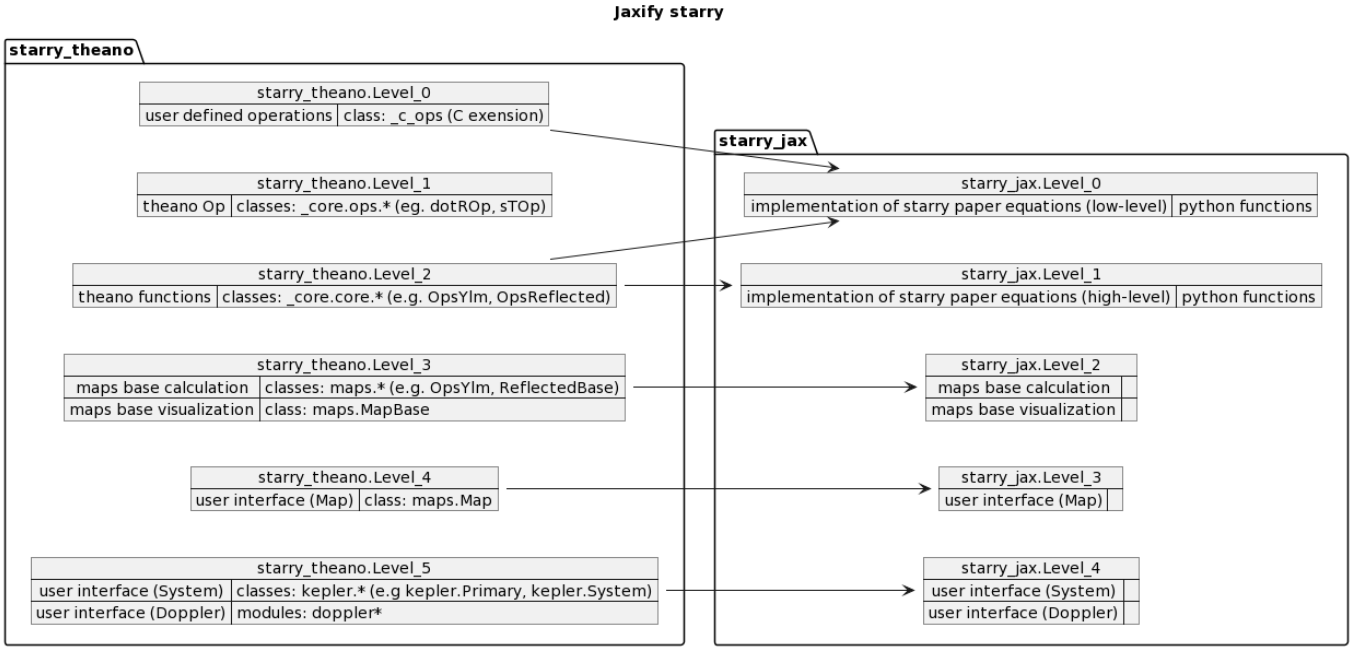 Jaxify starry
starry_theano
starry_theano.Level_0
user defined operations class: _c_ops (C exension)
starry_theano.Level_1
theano Op classes: _core.ops.* (eg. dotROp, sTOp)
starry_theano.Level_2
theano functions classes: _core.core.* (e.g. OpsYlm, OpsReflected)
starry_theano.Level_3
maps base calculation classes: maps.* (e.g. OpsYlm, ReflectedBase)
maps base visualization class: maps.MapBase
starry_theano.Level_4
user interface (Map) class: maps.Map
starry_theano.Level_5
user interface (System) classes: kepler.* (e.g kepler.Primary, kepler.System)
user interface (Doppler) modules: doppler*
starry_jax
starry_jax.Level_0
implementation of starry paper equations (low-level) python functions
starry_jax.Level_1
implementation of starry paper equations (high-level) python functions
starry_jax.Level_2
maps base calculation
maps base visualization
starry_jax.Level_3
user interface (Map)
starry_jax.Level_4
user interface (System)
user interface (Doppler)